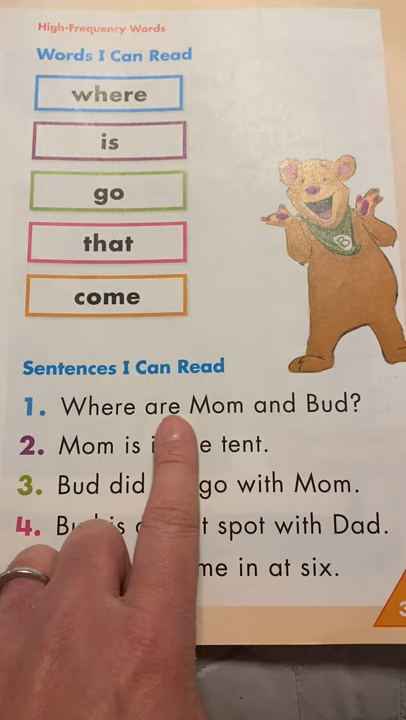 High-Frequency Words
Words I Can Read
where
is
go
that
come
Sentences I Can Read
1. Where are Mom and Bud?
2. Mom is tent.
3. Bud did go with Mom.
4. spot with Dad.
in at six.
B
3